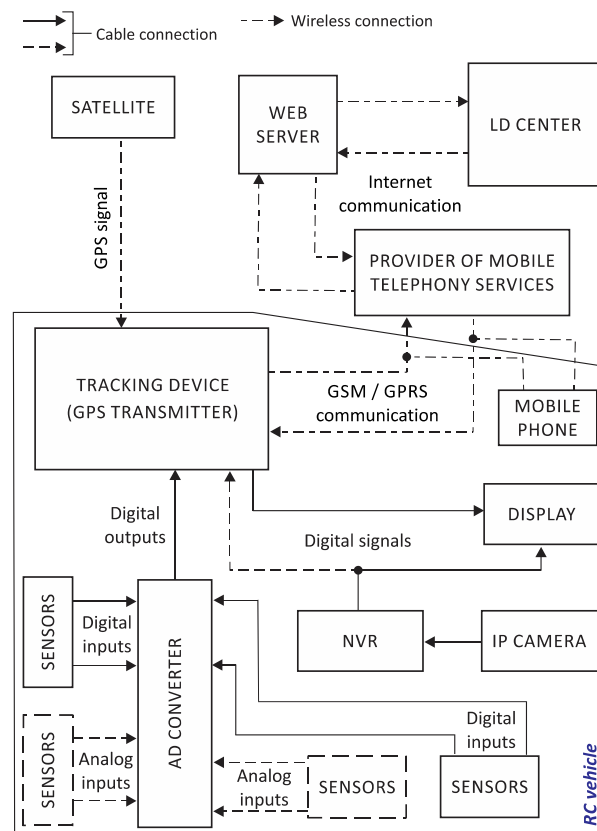 Cable connection
Wireless connection
SATELLITE
WEB
SERVER
LD CENTER
GPS signal
Internet
communication
PROVIDER OF MOBILE
TELEPHONY SERVICES
TRACKING DEVICE
(GPS TRANSMITTER)
GSM / GPRS
communication
MOBILE
PHONE
Digital
outputs
DISPLAY
Digital signals
SENSORS
Digital
inputs
AD CONVERTER
NVR
IP CAMERA
SENSORS
Analog
inputs
Analog
inputs
SENSORS
Digital
inputs
SENSORS
RC vehicle